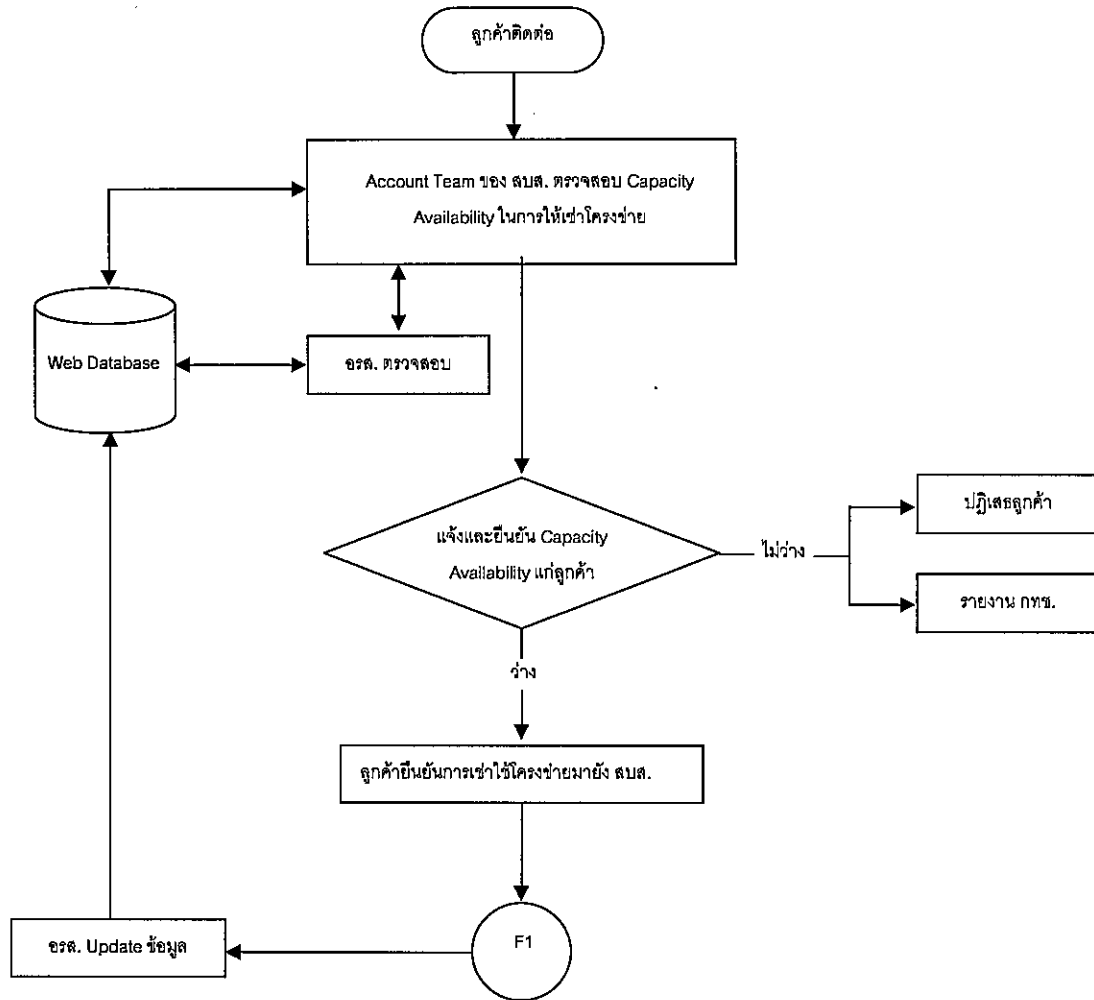 ลูกค้าติดต่อ
Account Team ของ สบส. ตรวจสอบ Capacity
Availability ในการให้เช่าโครงข่าย
Web Database
อรส. ตรวจสอบ
แจ้งและยืนยัน Capacity
Availability แก่ลูกค้า
ไม่ว่าง
ปฏิเสธลูกค้า
รายงาน กทช.
ว่าง
ลูกค้ายืนยันการเช่าใช้โครงข่ายมายัง สบส.
F1
อรส. Update ข้อมูล